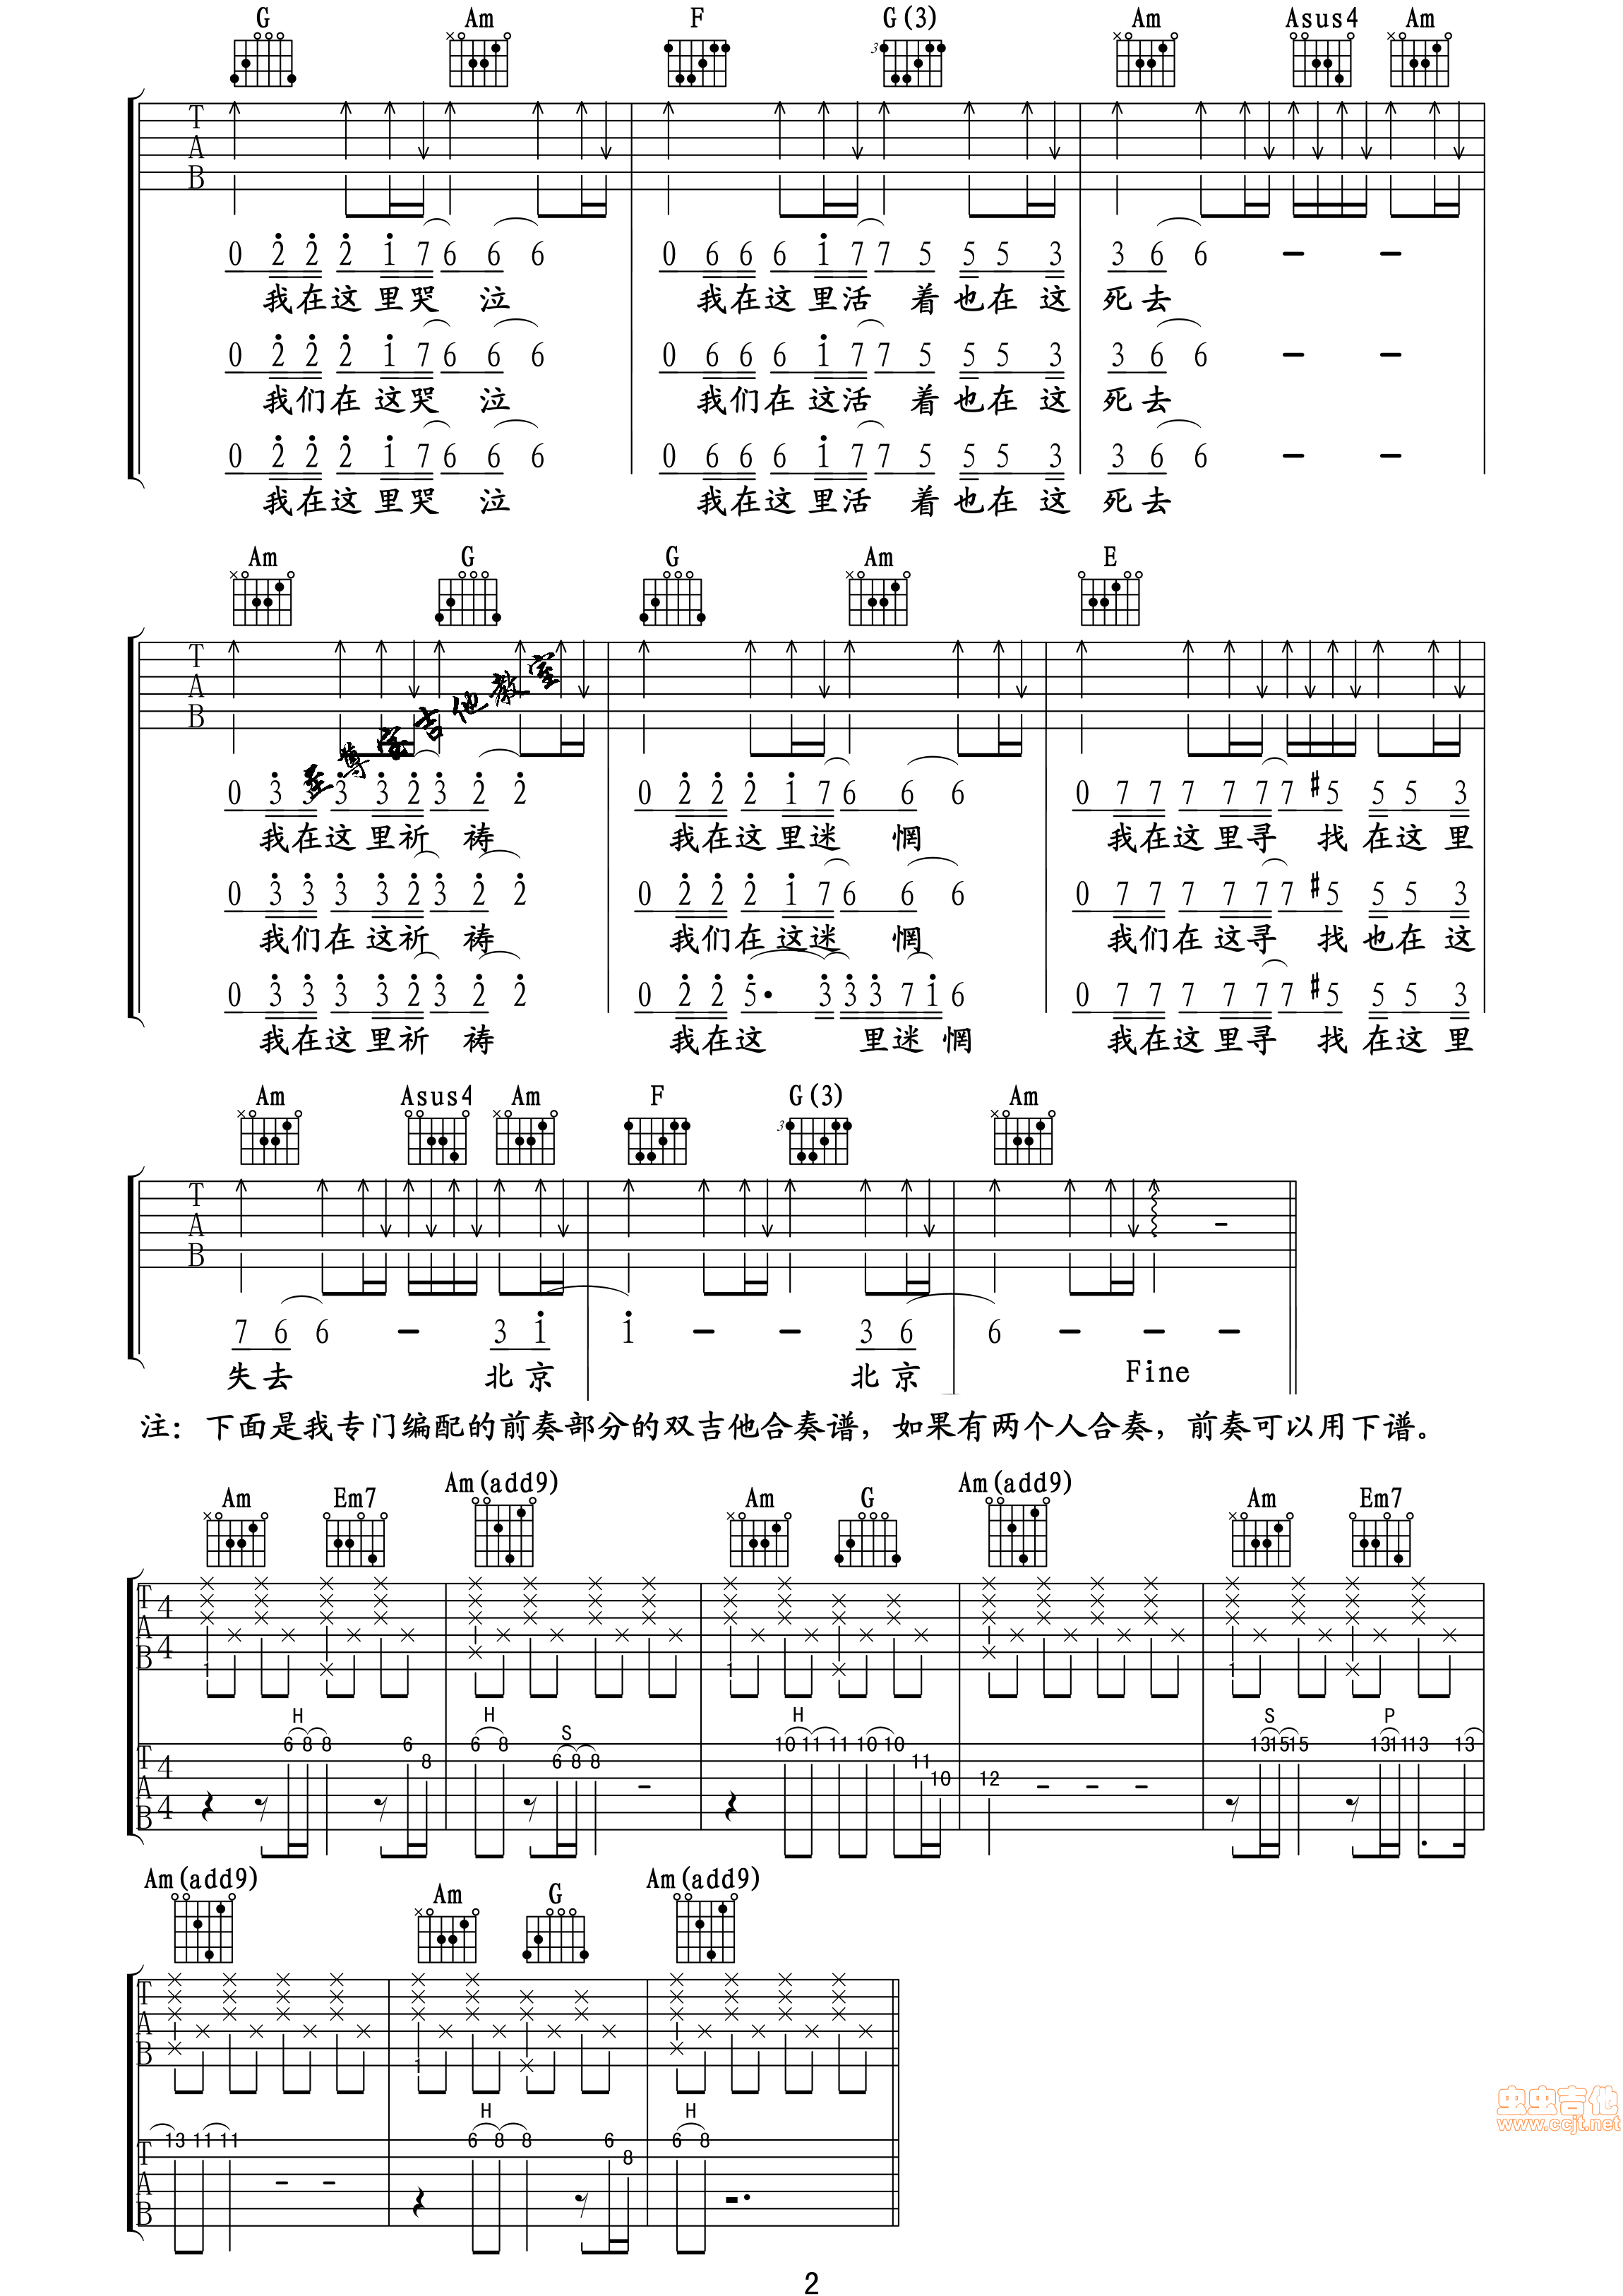 G Am F G(3) Am Asus4 Am
3
T
A
B
0 2 2 2 1 7 6 6 6 0 6 6 6 1 7 7 5 5 5 3 3 6 6 – –
我在这里哭 泣 我在这里活 着也在这 死去
0 2 2 2 1 7 6 6 6 0 6 6 6 1 7 7 5 5 5 3 3 6 6 – –
我们在这哭 泣 我们在这活 着也在这 死去
0 2 2 2 1 7 6 6 6 0 6 6 6 1 7 7 5 5 5 3 3 6 6 – –
我在这里哭 泣 我在这里活 着也在这 死去
Am G G Am E
T
A
B
至尊宝吉他教室
0 3 3 3 3 2 3 2 2 0 2 2 2 1 7 6 6 6 0 7 7 7 7 7 7 #5 5 5 3
我在这里祈 祷 我在这里迷 惘 我在这里寻 找在这里
0 3 3 3 3 2 3 2 2 0 2 2 2 1 7 6 6 6 0 7 7 7 7 7 7 #5 5 5 3
我们在这祈 祷 我们在这迷 惘 我们在这寻 找也在这
0 3 3 3 3 2 3 2 2 0 2 2 5· 3 3 3 7 1 6 0 7 7 7 7 7 7 #5 5 5 3
我在这里祈 祷 我在这 里迷惘 我在这里寻 找在这里
Am Asus4 Am F G(3) Am
3
T
A
B
7 6 6 – 3 1 1 – – 3 6 6 – – –
失去 北京 北京 Fine
注：下面是我专门编配的前奏部分的双吉他合奏谱，如果有两个人合奏，前奏可以用下谱。
Am Em7 Am(add9) Am G Am(add9) Am Em7
T
A
B
4
4
1 1 1
H H S H S P
6 8 8 6 8 6 8 6 8 8 10 11 11 10 10 11 10 12 13 15 15 13 11 13 13
T
A
B
4
4
Am(add9) Am G Am(add9)
T
A
B
1
H H
13 11 11 6 8 8 6 8 6 8
T
A
B
虫虫吉他
www.ccjt.net
2